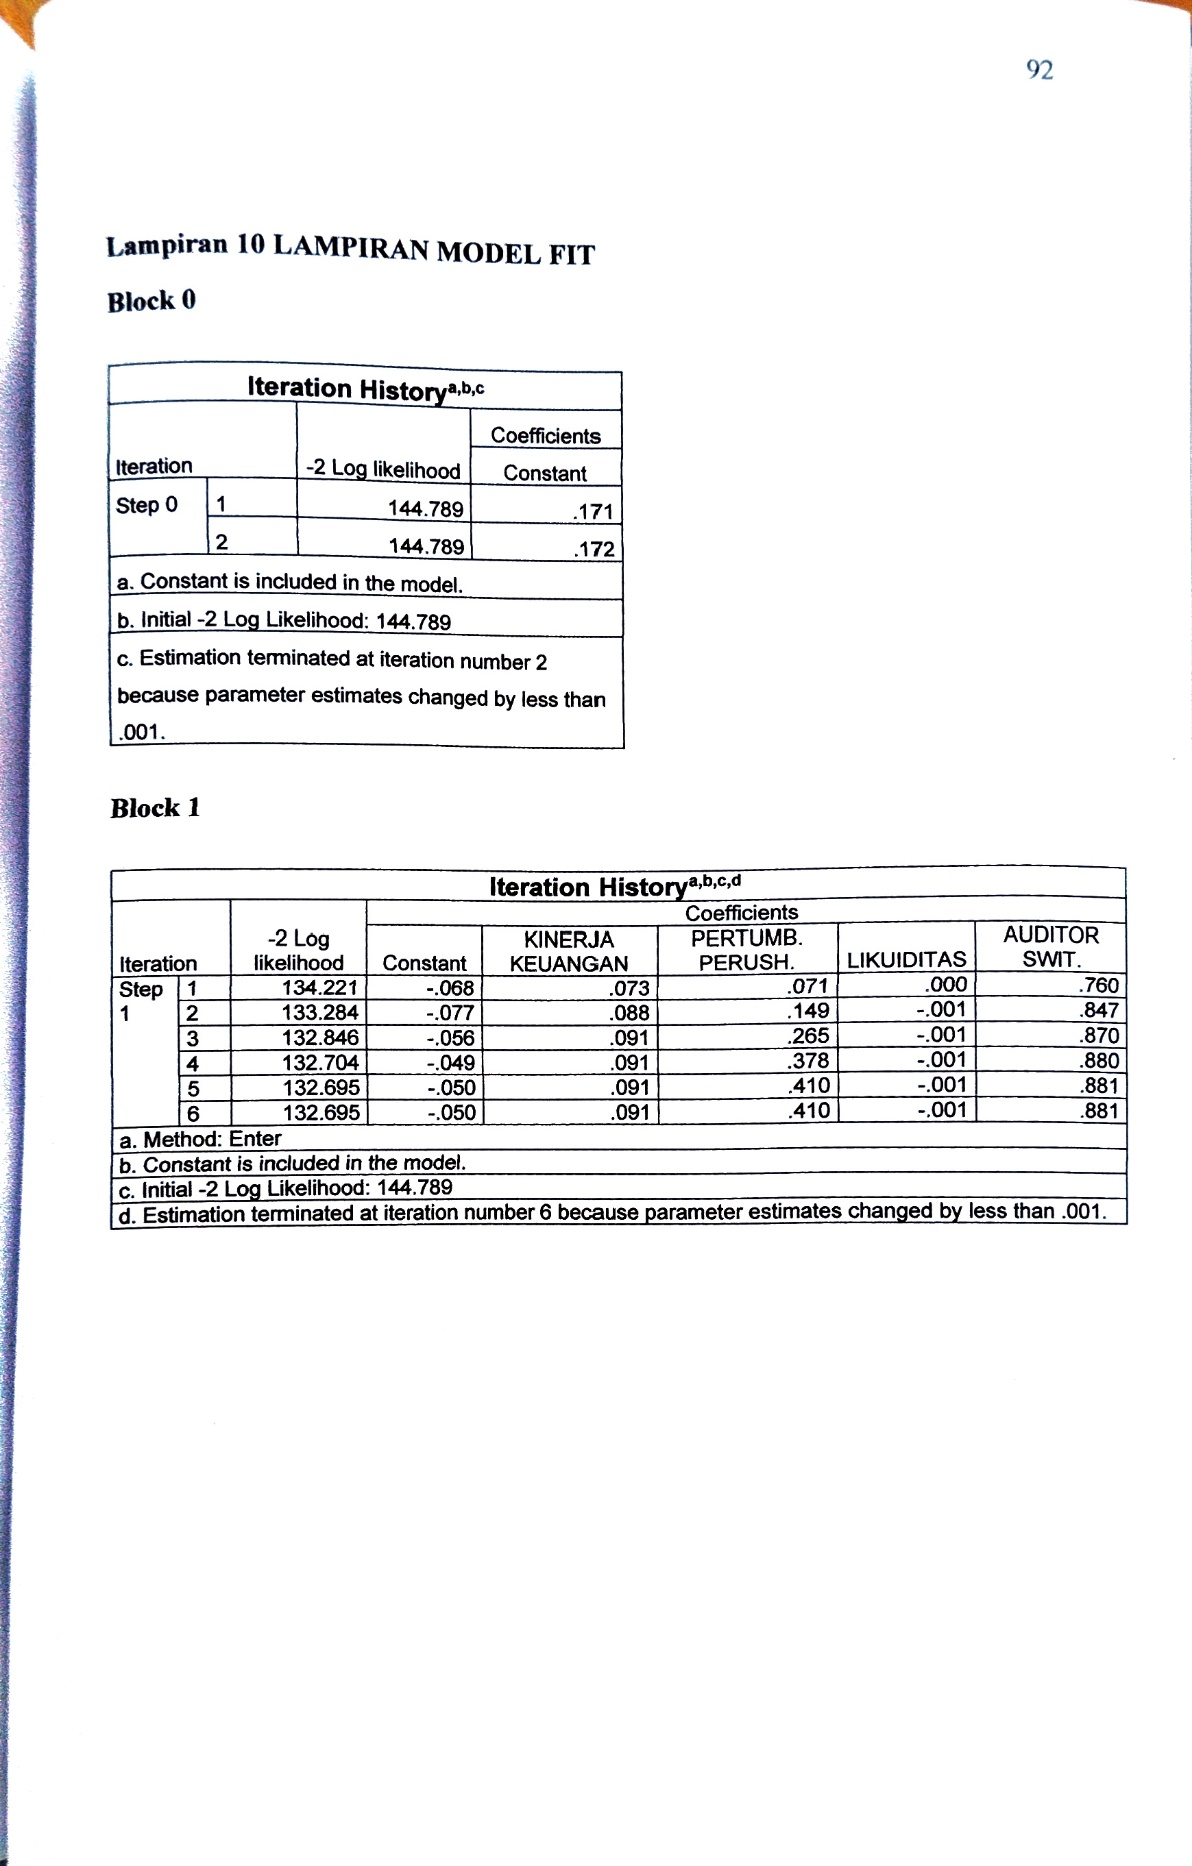 92
Lampiran 10 LAMPIRAN MODEL FIT
Block 0
Iteration Historya,b,c
Coefficients
Iteration -2 Log likelihood Constant
Step 0 1 144.789 .171
2 144.789 .172
a. Constant is included in the model.
b. Initial -2 Log Likelihood: 144.789
c. Estimation terminated at iteration number 2
because parameter estimates changed by less than
.001.
Block 1
Iteration Historya,b,c,d
Coefficients
-2 Log KINERJA PERTUMB. AUDITOR
Iteration likelihood Constant KEUANGAN PERUSH. LIKUIDITAS SWIT.
Step 1 134.221 -.068 .073 .071 .000 .760
1 2 133.284 -.077 .088 .149 -.001 .847
3 132.846 -.056 .091 .265 -.001 .870
4 132.704 -.049 .091 .378 -.001 .880
5 132.695 -.050 .091 .410 -.001 .881
6 132.695 -.050 .091 .410 -.001 .881
a. Method: Enter
b. Constant is included in the model.
c. Initial -2 Log Likelihood: 144.789
d. Estimation terminated at iteration number 6 because parameter estimates changed by less than .001.